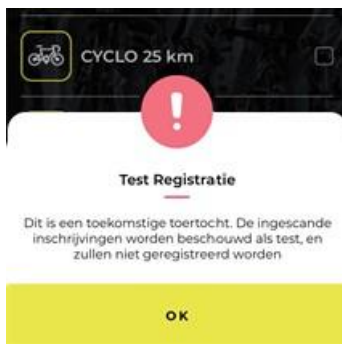 CYCLO 25 km
!
Test Registratie
Dit is een toekomstige toertocht. De ingescande
inschrijvingen worden beschouwd als test, en
zullen niet geregistreerd worden
OK